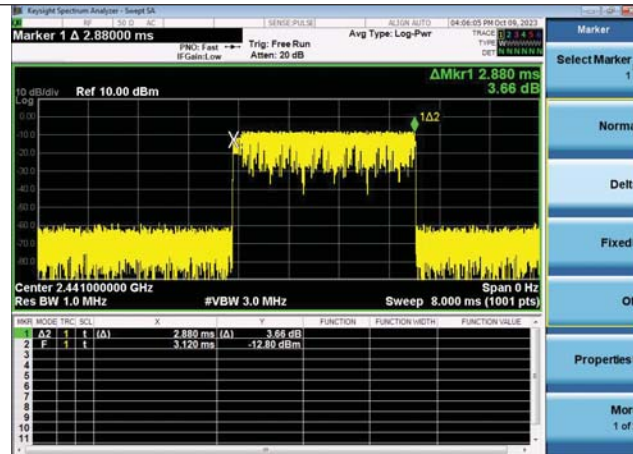 Keysight Spectrum Analyzer - Swept SA
RF 50 Ω AC SENSE:PULSE ALIGN AUTO 04:06:05 PM Oct 09, 2023
Marker 1 Δ 2.88000 ms
PNO: Fast
IFGain:Low
Trig: Free Run
Atten: 20 dB
Avg Type: Log-Pwr
TRACE 1 2 3 4 5 6
TYPE WWWWWW
DET N N N N N N
ΔMkr1 2.880 ms
3.66 dB
10 dB/div Ref 10.00 dBm
Log
0.00
-10.0
-20.0
-30.0
-40.0
-50.0
-60.0
-70.0
-80.0
1Δ2
Center 2.441000000 GHz Span 0 Hz
Res BW 1.0 MHz #VBW 3.0 MHz Sweep 8.000 ms (1001 pts)
MKR MODE TRC SCL X Y FUNCTION FUNCTION WIDTH FUNCTION VALUE
1 Δ2 1 t (Δ) 2.880 ms (Δ) 3.66 dB
2 F 1 t 3.120 ms -12.80 dBm
3
4
5
6
7
8
9
10
11
Marker
Select Marker
1
Norma
Delt
Fixed
Of
Properties
Mor
1 of